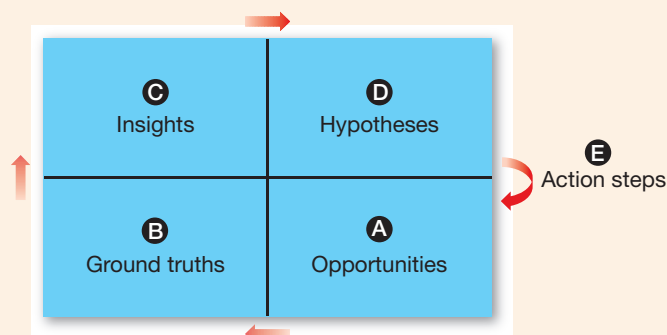 C
Insights
D
Hypotheses
E
Action steps
B
Ground truths
A
Opportunities